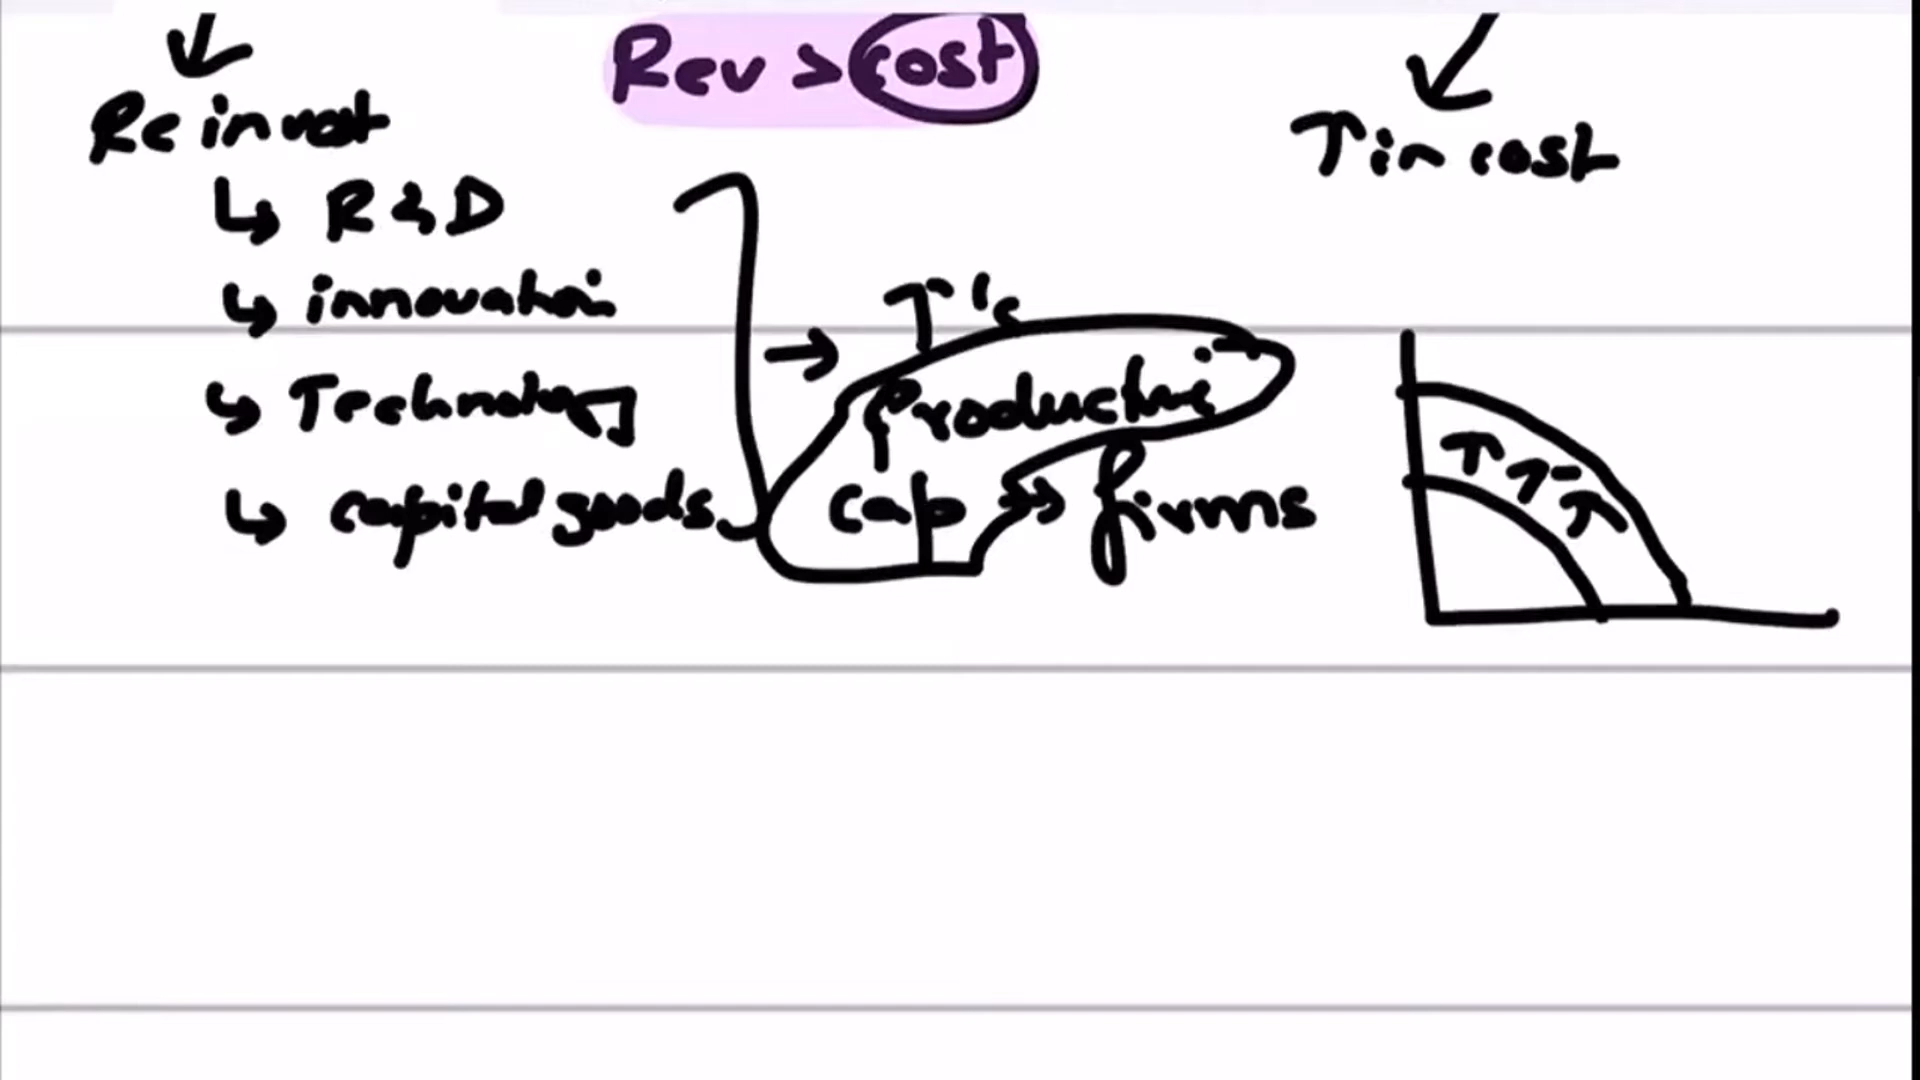 Rev > cost
Reinvest
↑ in cost
↳ R & D
↳ innovation
↑'s
↳ Technology
→ productive
↳ capital goods
cap → firms
↑ ↑ ↑